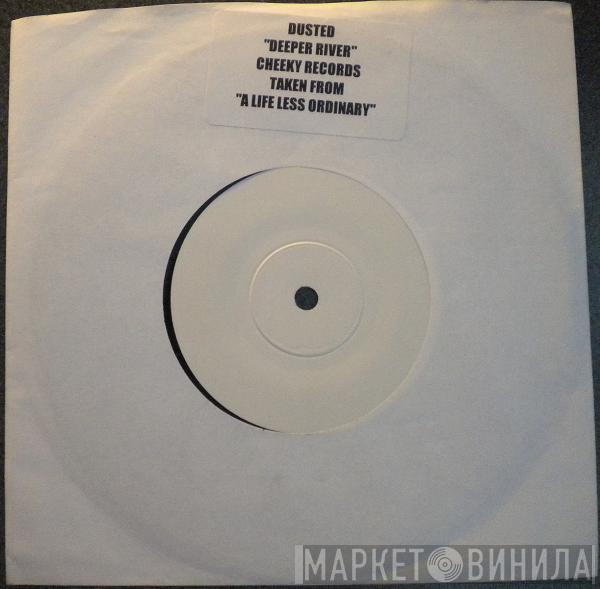 DUSTED
"DEEPER RIVER"
CHEEKY RECORDS
TAKEN FROM
"A LIFE LESS ORDINARY"
МАРКЕТ ВИНИЛА